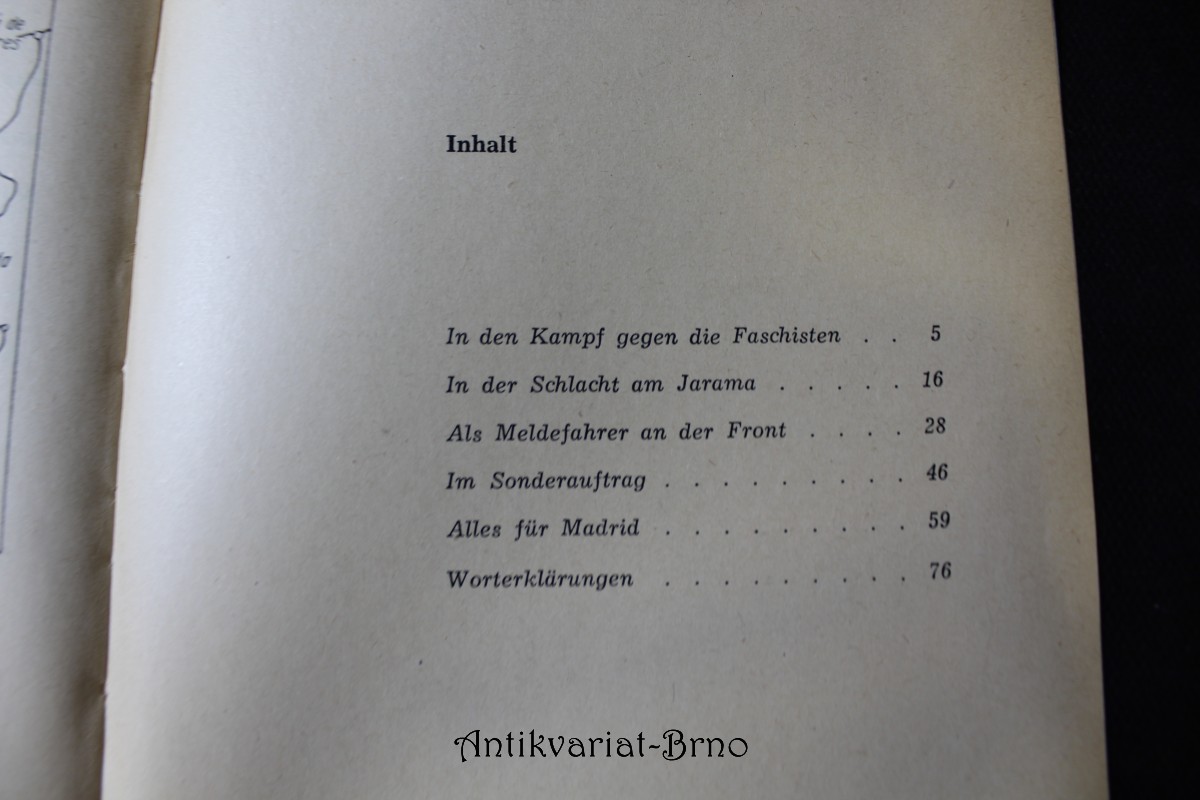 de
Inhalt
In den Kampf gegen die Faschisten . . 5
In der Schlacht am Jarama . . . . . 16
Als Meldefahrer an der Front . . . . 28
Im Sonderauftrag . . . . . . . . . 46
Alles für Madrid . . . . . . . . . 59
Worterklärungen . . . . . . . . . 76
Antikvariat-Brno